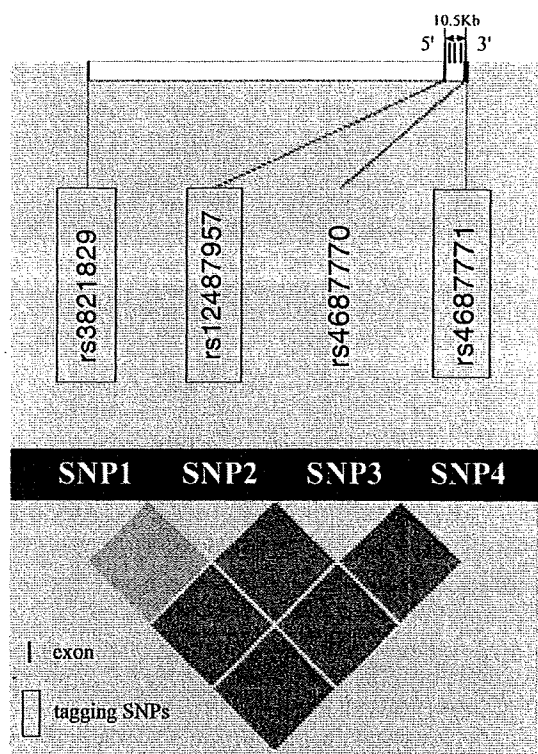 10.5Kb
5' 3'
rs3821829
rs12487957
rs4687770
rs4687771
SNP1 SNP2 SNP3 SNP4
exon
tagging SNPs